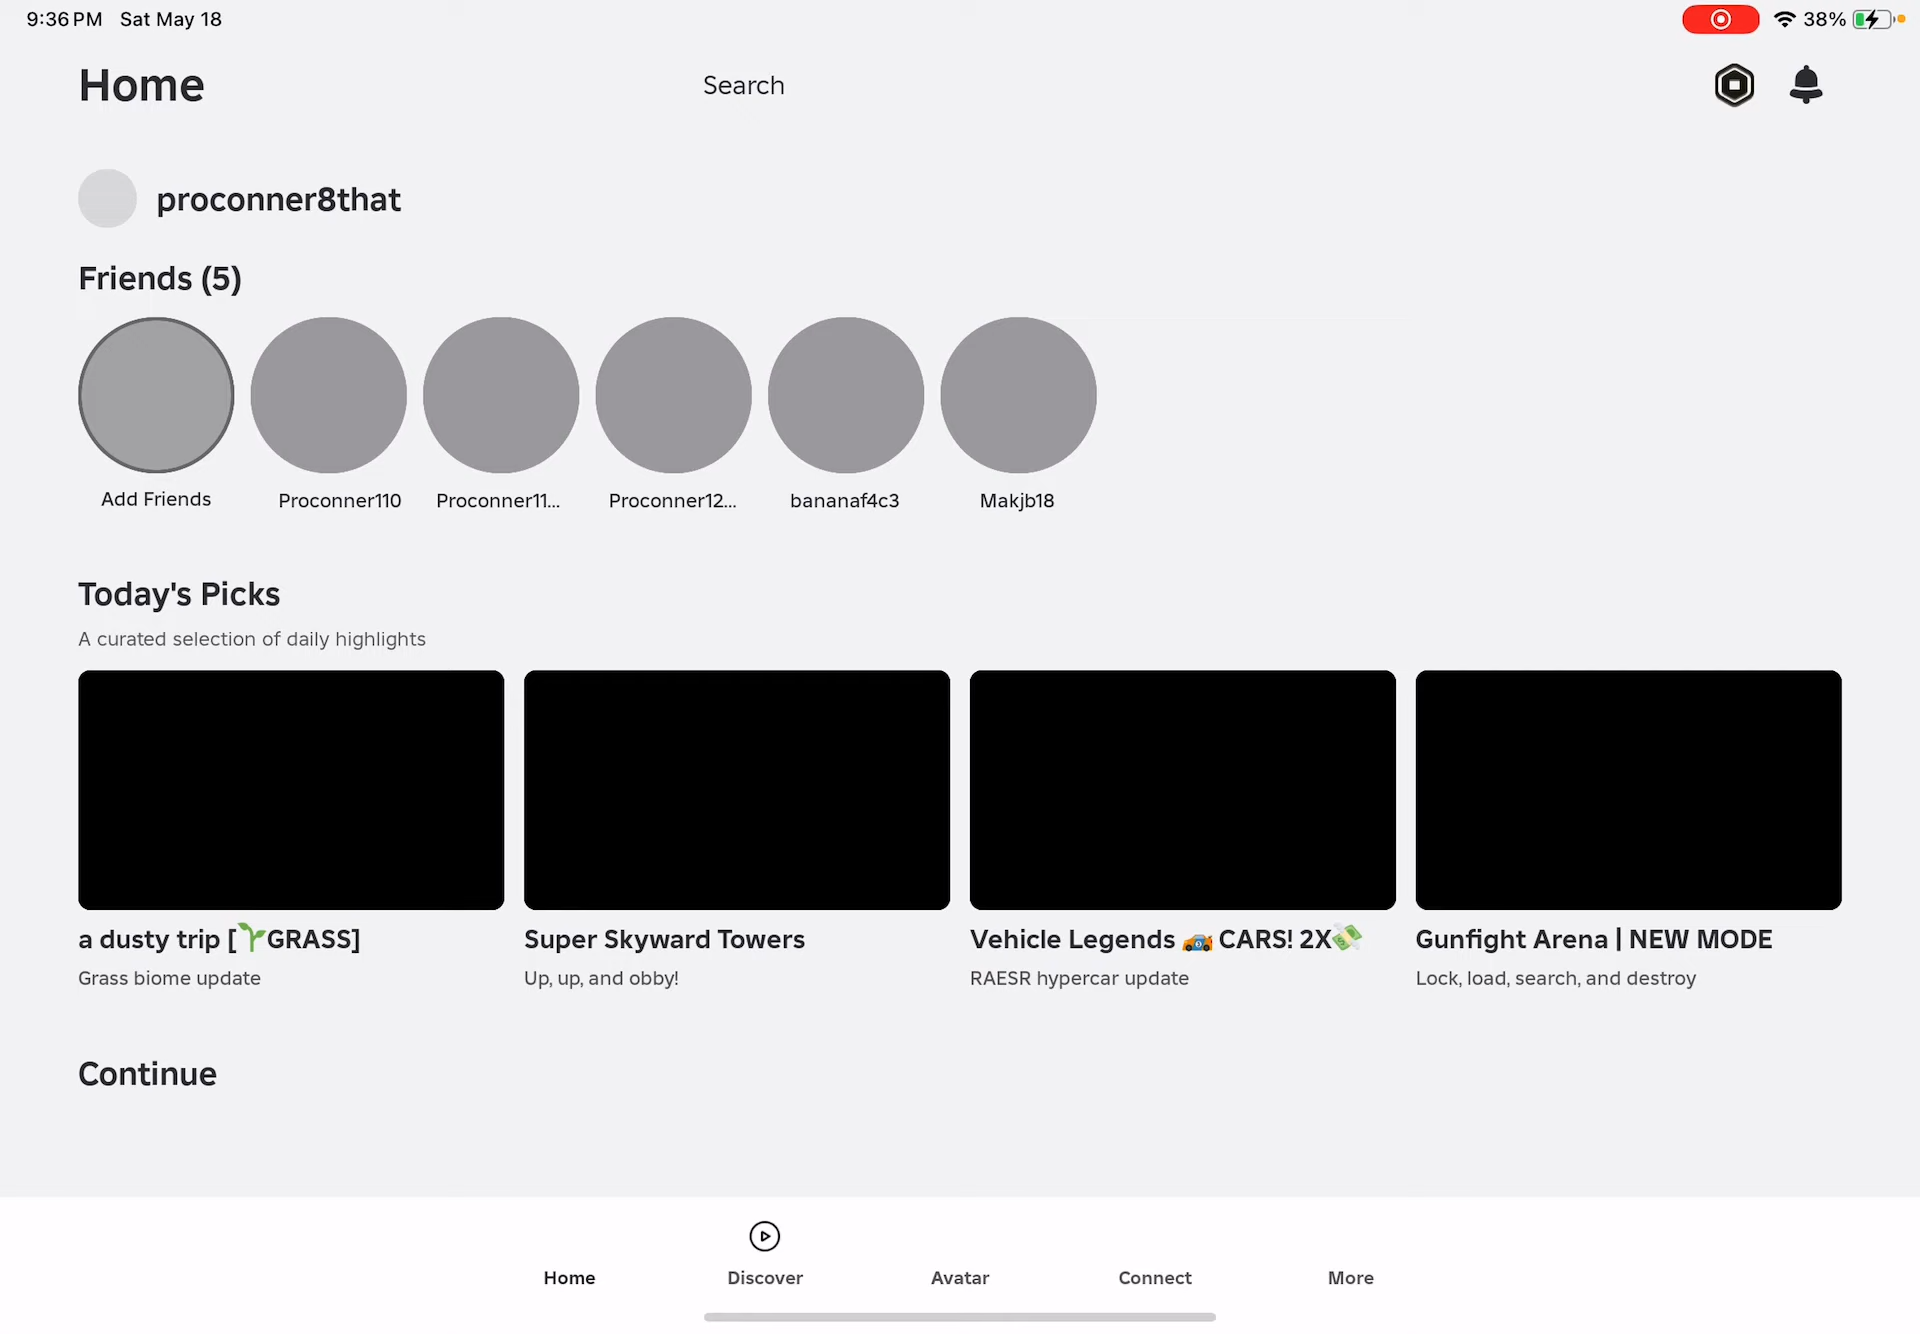 9:36 PM Sat May 18
38%
Home
Search
proconner8that
Friends (5)
Add Friends
Proconner110
Proconner11...
Proconner12...
bananaf4c3
Makjb18
Today's Picks
A curated selection of daily highlights
a dusty trip [🌱GRASS]
Grass biome update
Super Skyward Towers
Up, up, and obby!
Vehicle Legends 🏎️ CARS! 2X💸
RAESR hypercar update
Gunfight Arena | NEW MODE
Lock, load, search, and destroy
Continue
Home
Discover
Avatar
Connect
More